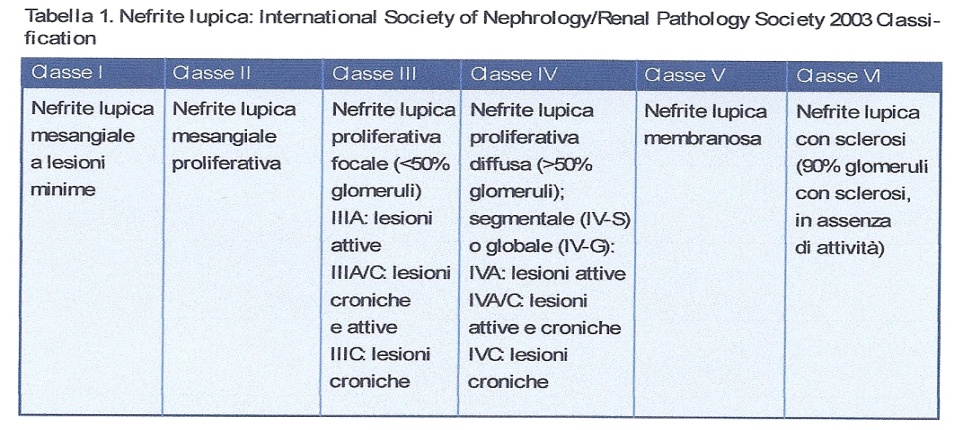 Tabella 1. Nefrite lupica: International Society of Nephrology/Renal Pathology Society 2003 Classi-
fication
Classe I
Nefrite lupica
mesangiale
a lesioni
minime
Classe II
Nefrite lupica
mesangiale
proliferativa
Classe III
Nefrite lupica
proliferativa
focale (<50%
glomeruli)
IIIA: lesioni
attive
IIIA/C: lesioni
croniche
e attive
IIIC: lesioni
croniche
Classe IV
Nefrite lupica
proliferativa
diffusa (>50%
glomeruli);
segmentale (IV-S)
o globale (IV-G):
IVA: lesioni attive
IVA/C: lesioni
attive e croniche
IVC: lesioni
croniche
Classe V
Nefrite lupica
membranosa
Classe VI
Nefrite lupica
con sclerosi
(90% glomeruli
con sclerosi,
in assenza
di attività)